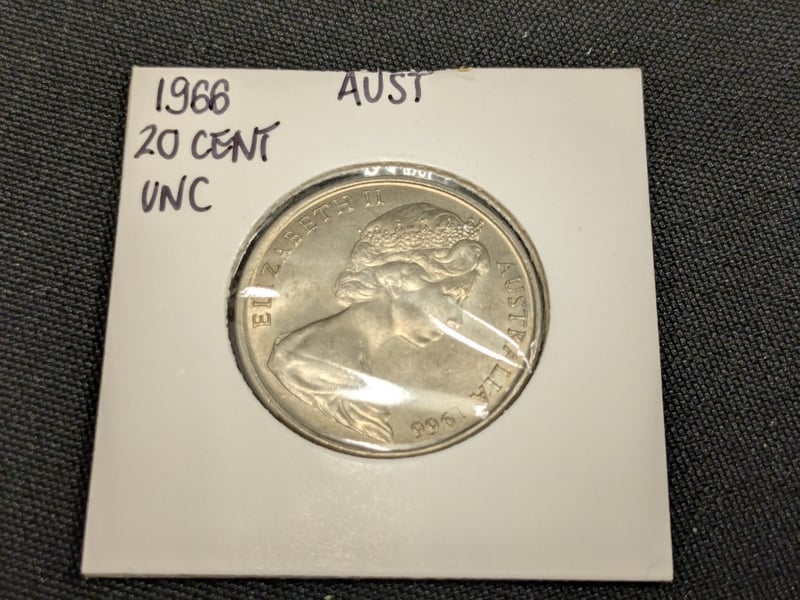 1966
AUST
20 CENT
UNC
ELIZABETH II
AUSTRALIA 1966